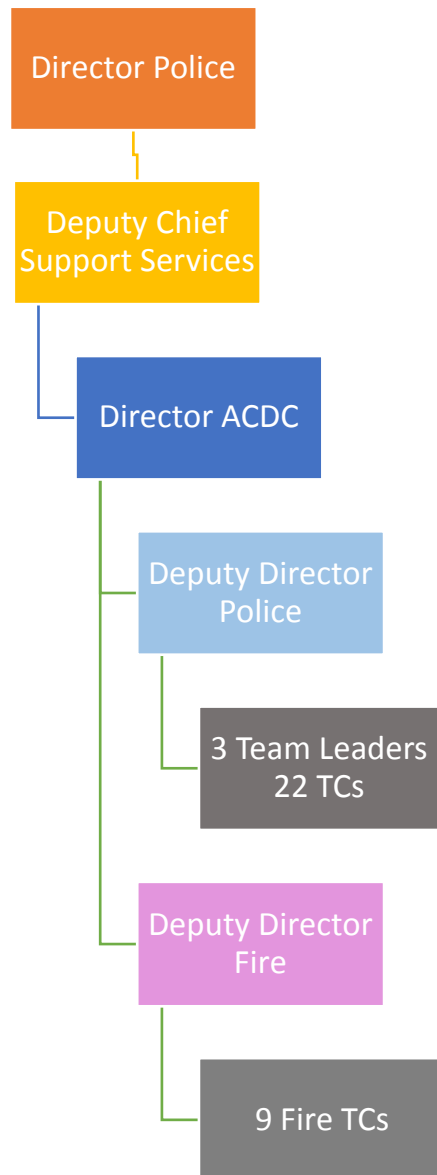 Director Police
Deputy Chief
Support Services
Director ACDC
Deputy Director
Police
3 Team Leaders
22 TCs
Deputy Director
Fire
9 Fire TCs